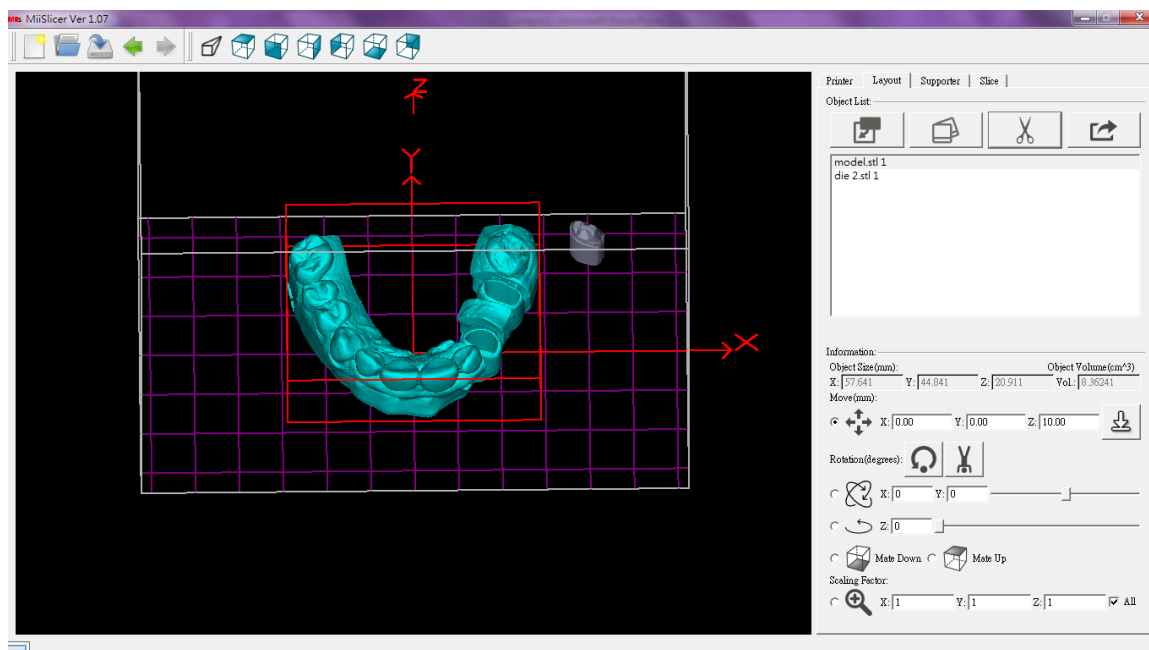 MiiSlicer Ver 1.07
Printer Layout Supporter Slice
Object List:
model.stl 1
die 2.stl 1
Z
Y
X
Information:
Object Size(mm): Object Volume(cm^3)
X: 57.641 Y: 44.841 Z: 20.911 Vol.: 8.36241
Move(mm):
X: 0.00 Y: 0.00 Z: 10.00
Rotation(degrees):
X: 0 Y: 0
Z: 0
Mate Down Mate Up
Scaling Factor:
X: 1 Y: 1 Z: 1 All